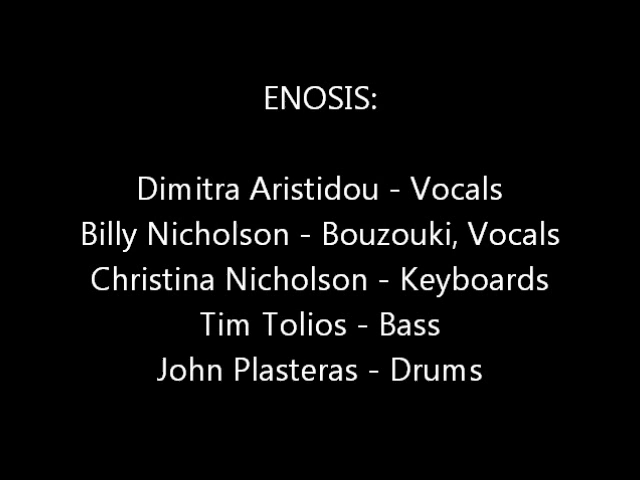 ENOSIS:
Dimitra Aristidou - Vocals
Billy Nicholson - Bouzouki, Vocals
Christina Nicholson - Keyboards
Tim Tolios - Bass
John Plasteras - Drums